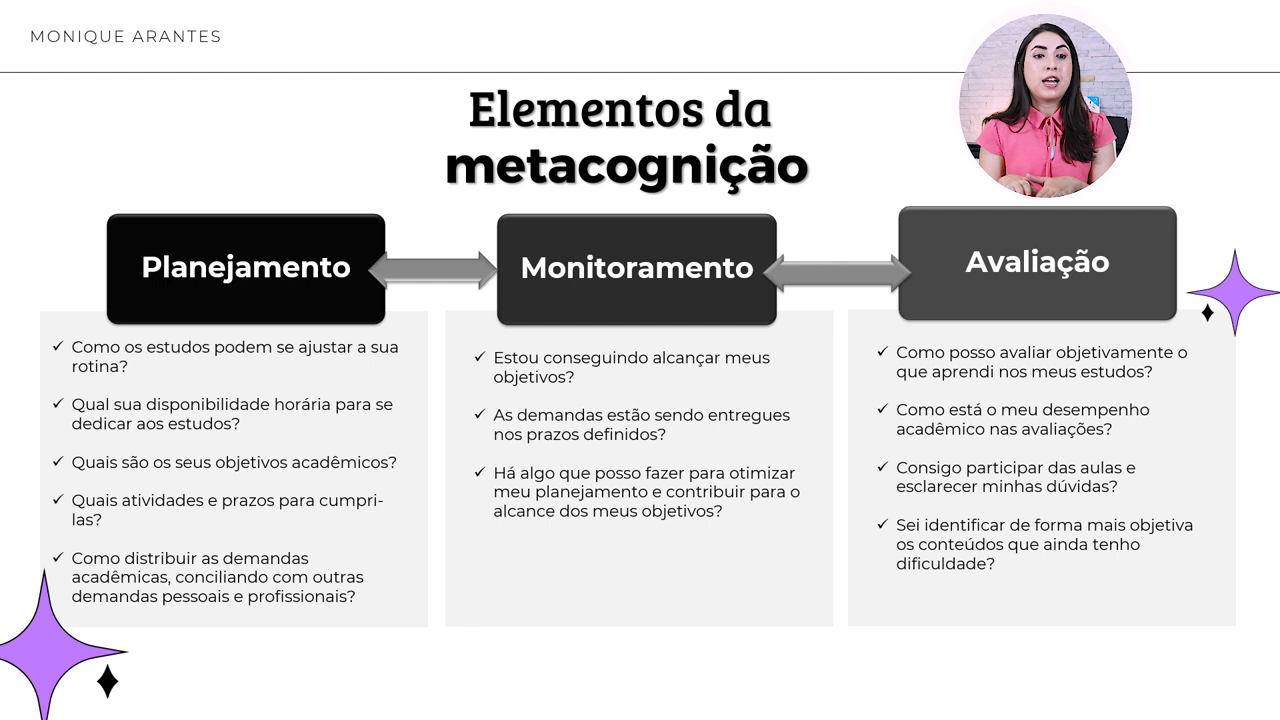 MONIQUE ARANTES
Elementos da
metacognição
Planejamento
Monitoramento
Avaliação
✓ Como os estudos podem se ajustar a sua
rotina?
✓ Qual sua disponibilidade horária para se
dedicar aos estudos?
✓ Quais são os seus objetivos acadêmicos?
✓ Quais atividades e prazos para cumpri-
las?
✓ Como distribuir as demandas
acadêmicas, conciliando com outras
demandas pessoais e profissionais?
✓ Estou conseguindo alcançar meus
objetivos?
✓ As demandas estão sendo entregues
nos prazos definidos?
✓ Há algo que posso fazer para otimizar
meu planejamento e contribuir para o
alcance dos meus objetivos?
✓ Como posso avaliar objetivamente o
que aprendi nos meus estudos?
✓ Como está o meu desempenho
acadêmico nas avaliações?
✓ Consigo participar das aulas e
esclarecer minhas dúvidas?
✓ Sei identificar de forma mais objetiva
os conteúdos que ainda tenho
dificuldade?